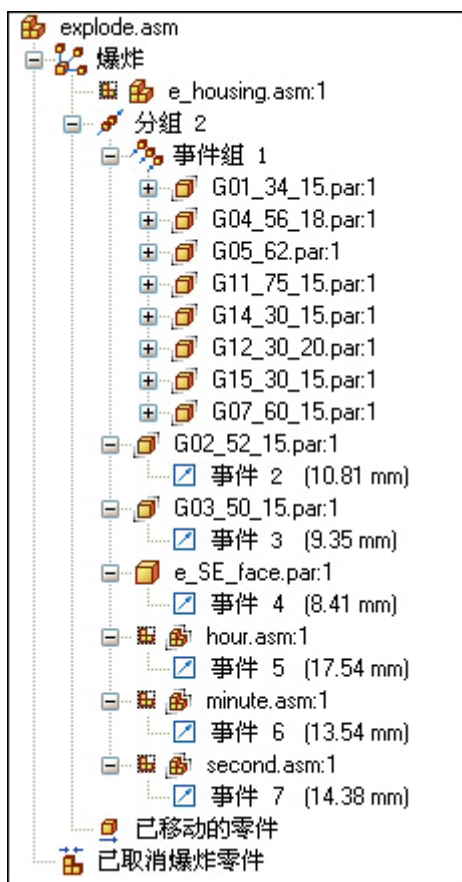 explode.asm
爆炸
e_housing.asm:1
分组 2
事件组 1
G01_34_15.par:1
G04_56_18.par:1
G05_62.par:1
G11_75_15.par:1
G14_30_15.par:1
G12_30_20.par:1
G15_30_15.par:1
G07_60_15.par:1
G02_52_15.par:1
事件 2 (10.81 mm)
G03_50_15.par:1
事件 3 (9.35 mm)
e_SE_face.par:1
事件 4 (8.41 mm)
hour.asm:1
事件 5 (17.54 mm)
minute.asm:1
事件 6 (13.54 mm)
second.asm:1
事件 7 (14.38 mm)
已移动的零件
已取消爆炸零件